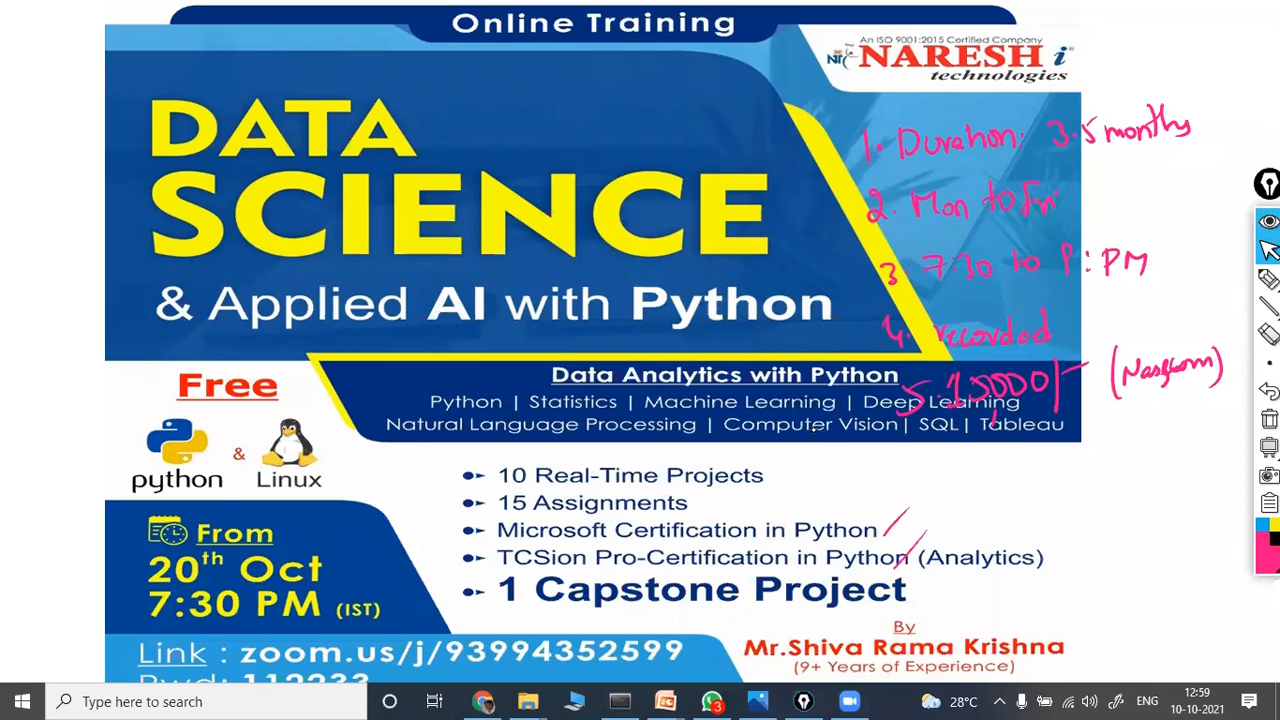 Online Training
An ISO 9001:2015 Certified Company
NARESH i
technologies
DATA
SCIENCE
& Applied AI with Python
1. Duration: 3.5 months
2. Mon to Fri
3. 7:30 to PM
4. recorded
5.
Free
python & Linux
Data Analytics with Python
Python | Statistics | Machine Learning | Deep Learning
Natural Language Processing | Computer Vision | SQL | Tableau
10 Real-Time Projects
15 Assignments
Microsoft Certification in Python
TCSion Pro-Certification in Python (Analytics)
1 Capstone Project
From
20th Oct
7:30 PM (IST)
By
Mr.Shiva Rama Krishna
(9+ Years of Experience)
Link : zoom.us/j/93994352599
Pwd: 112233
Type here to search
3
28°C
ENG
12:59
10-10-2021